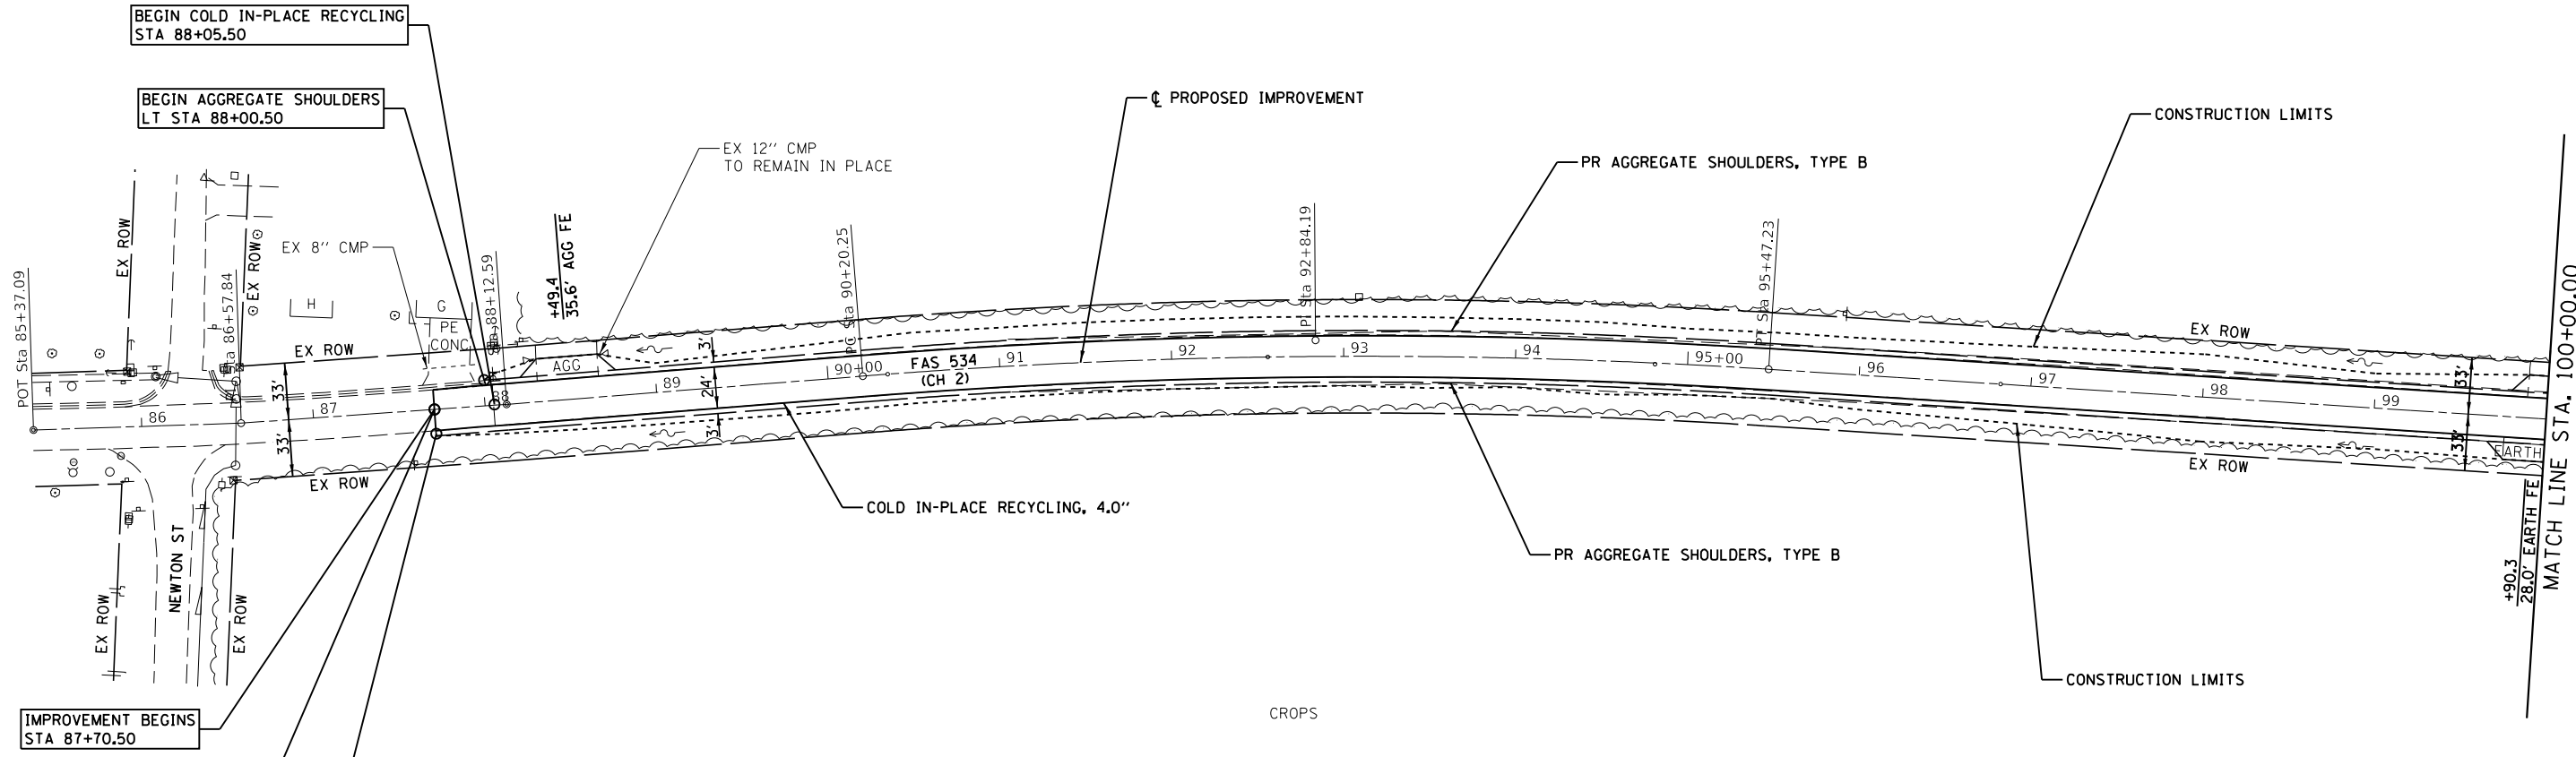 BEGIN COLD IN-PLACE RECYCLING
STA 88+05.50
BEGIN AGGREGATE SHOULDERS
LT STA 88+00.50
℄ PROPOSED IMPROVEMENT
CONSTRUCTION LIMITS
EX 12'' CMP
TO REMAIN IN PLACE
PR AGGREGATE SHOULDERS, TYPE B
EX ROW
EX ROW
EX 8'' CMP
POT Sta 85+37.09
Sta 86+57.84
Sta 88+12.59
+49.4
35.6' AGG FE
PC Sta 90+20.25
PI Sta 92+84.19
PT Sta 95+47.23
H
G
PE
CONC
EX ROW
AGG
EX ROW
FAS 534
(CH 2)
86
87
88
89
90+00
91
92
93
94
95+00
96
97
98
99
33'
33'
3'
24'
3'
33'
33'
EARTH
EX ROW
EX ROW
COLD IN-PLACE RECYCLING, 4.0''
PR AGGREGATE SHOULDERS, TYPE B
NEWTON ST
EX ROW
EX ROW
+90.3
28.0' EARTH FE
MATCH LINE STA. 100+00.00
CONSTRUCTION LIMITS
CROPS
IMPROVEMENT BEGINS
STA 87+70.50